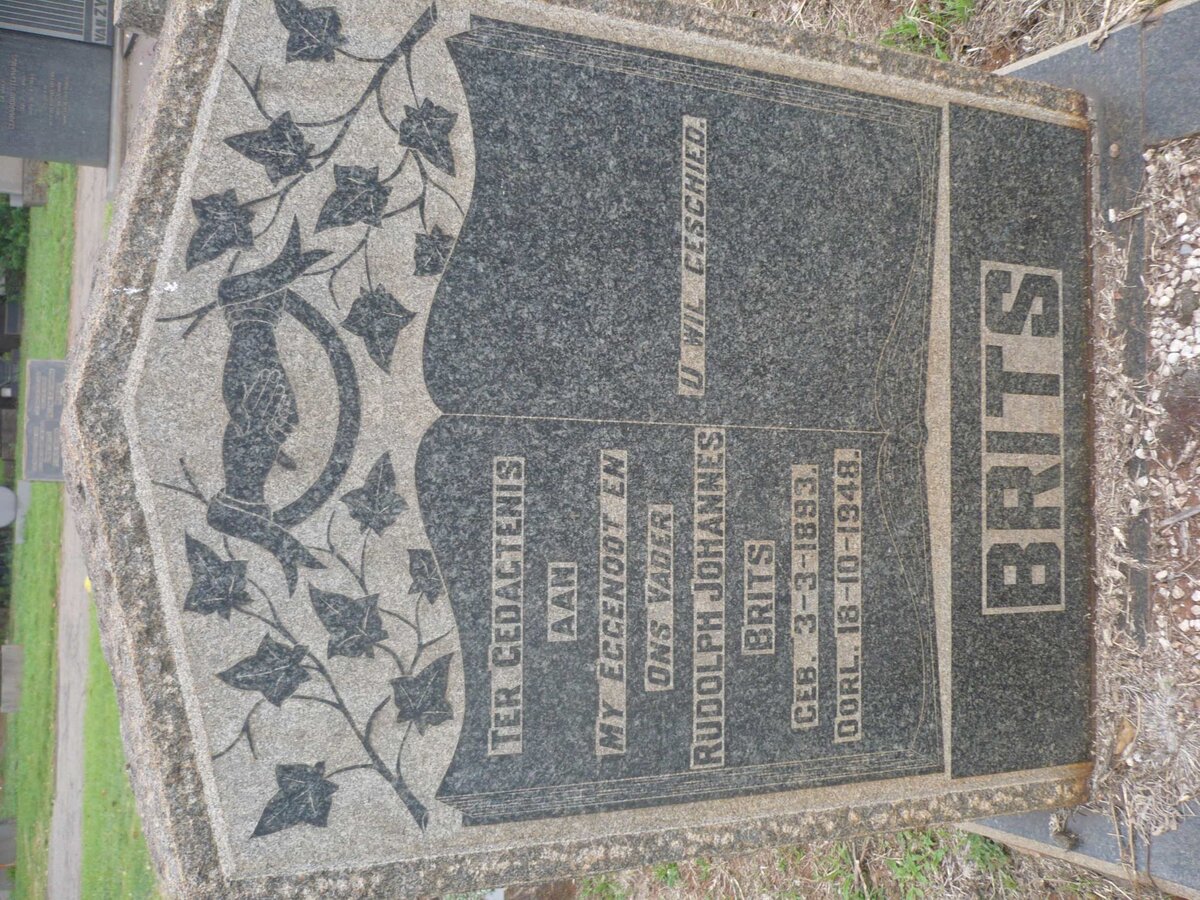 TER GEDAGTENIS
AAN
MY EGGENOOT EN
ONS VADER
RUDOLPH JOHANNES
BRITS
GEB. 3-3-1893.
OORL. 18-10-1948.
U WIL GESCHIED.
BRITS